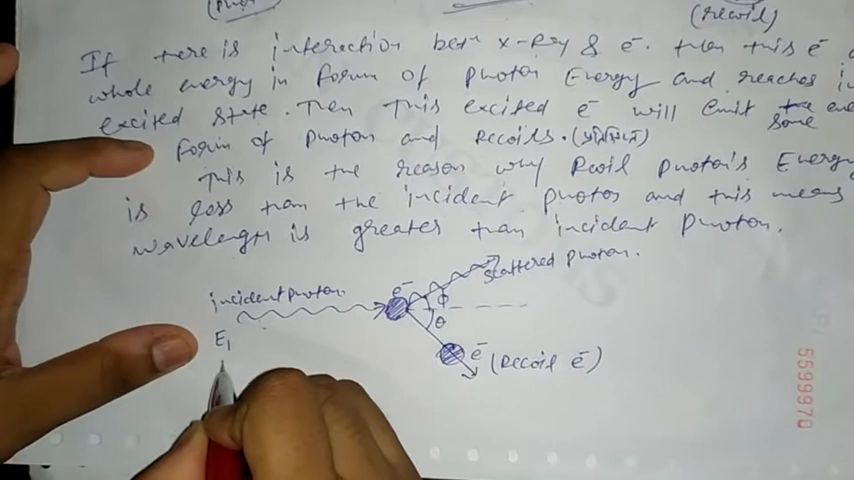 (recoil)
If there is interaction betn x-Ray & e-. then this e-
whole energy in form of photon Energy and reaches
excited state. Then this excited e- will emit some
form of photon and Recoils.
This is the reason why Recoil photon's Energy
is less than the incident photon and this means
wavelength is greater than incident photon.
scattered photon.
incident photon.
e-
ϕ
θ
E1
e- (Recoil e-)
5599970